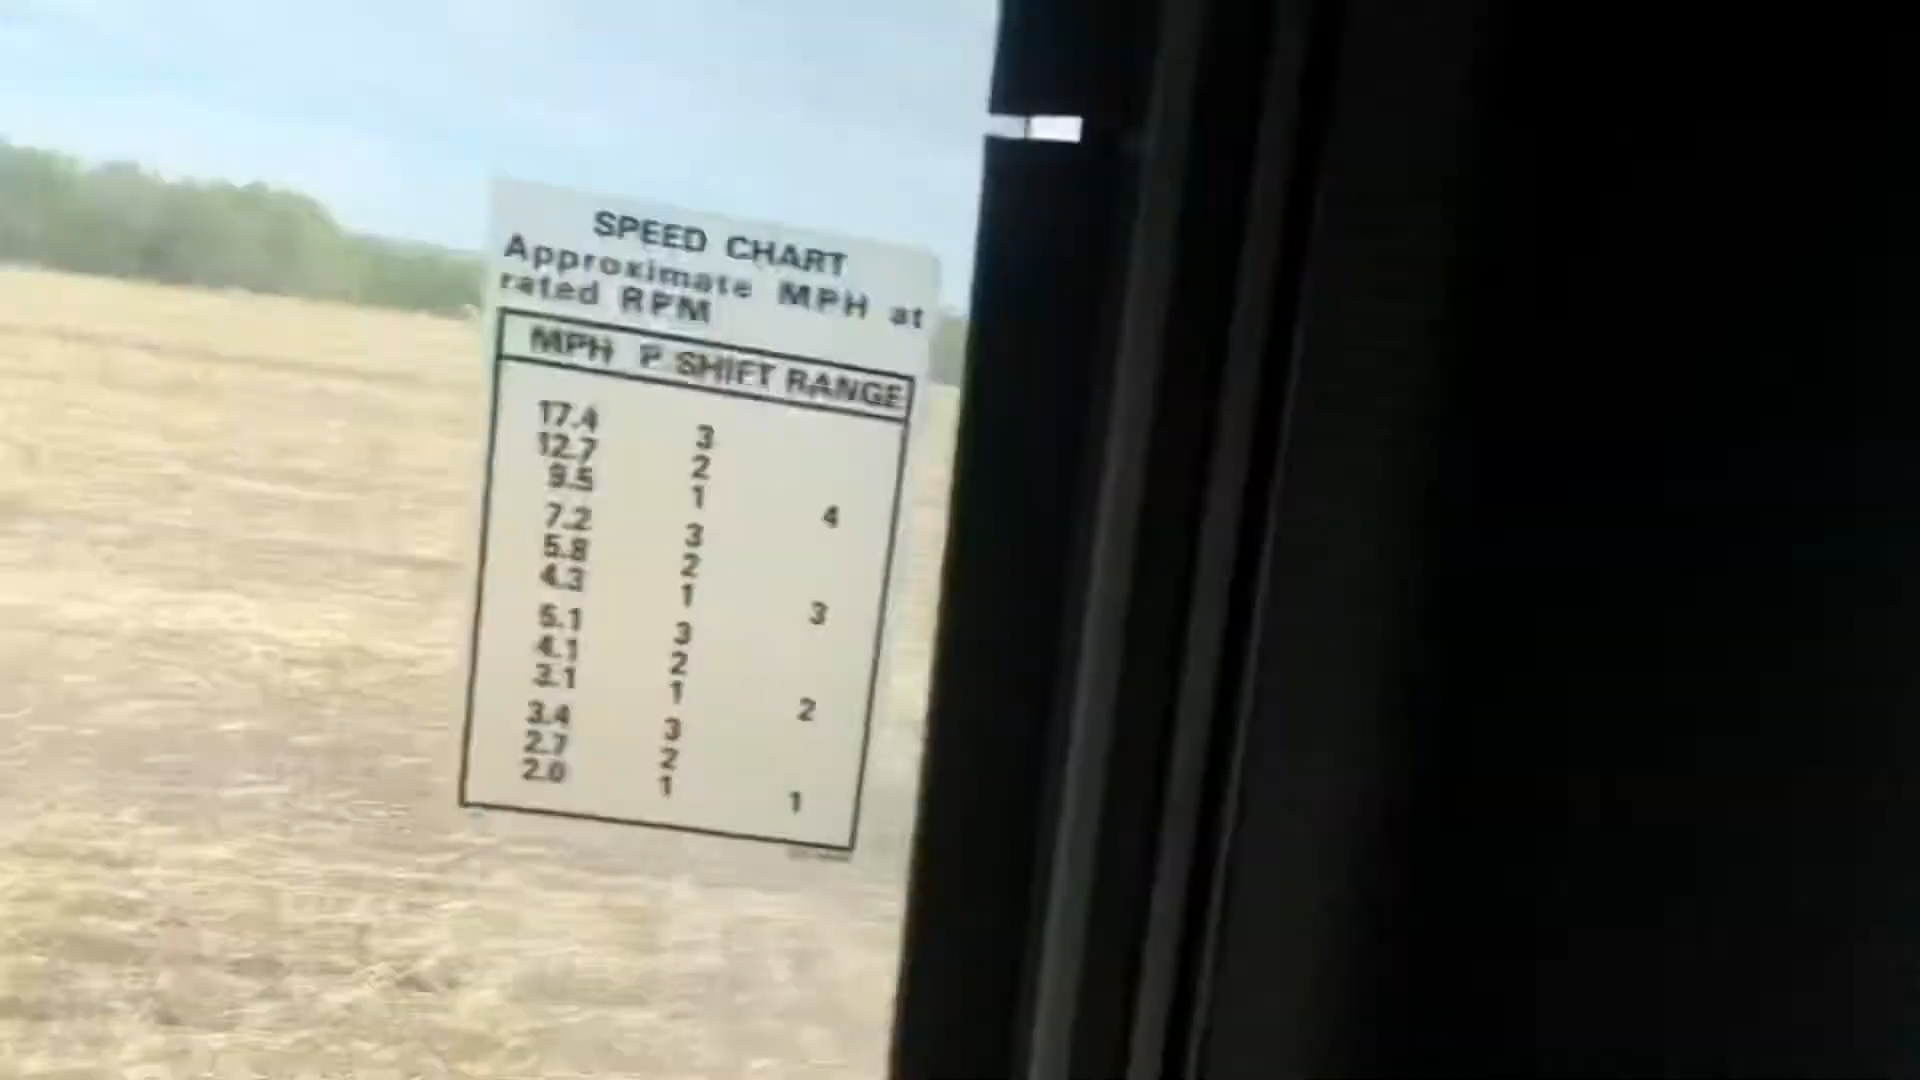 SPEED CHART
Approximate MPH at
rated RPM
MPH P SHIFT RANGE
17.4 3
12.7 2
9.5 1 4
7.2 3
5.8 2
4.3 1 3
5.1 3
4.1 2
3.1 1 2
3.4 3
2.7 2
2.0 1 1